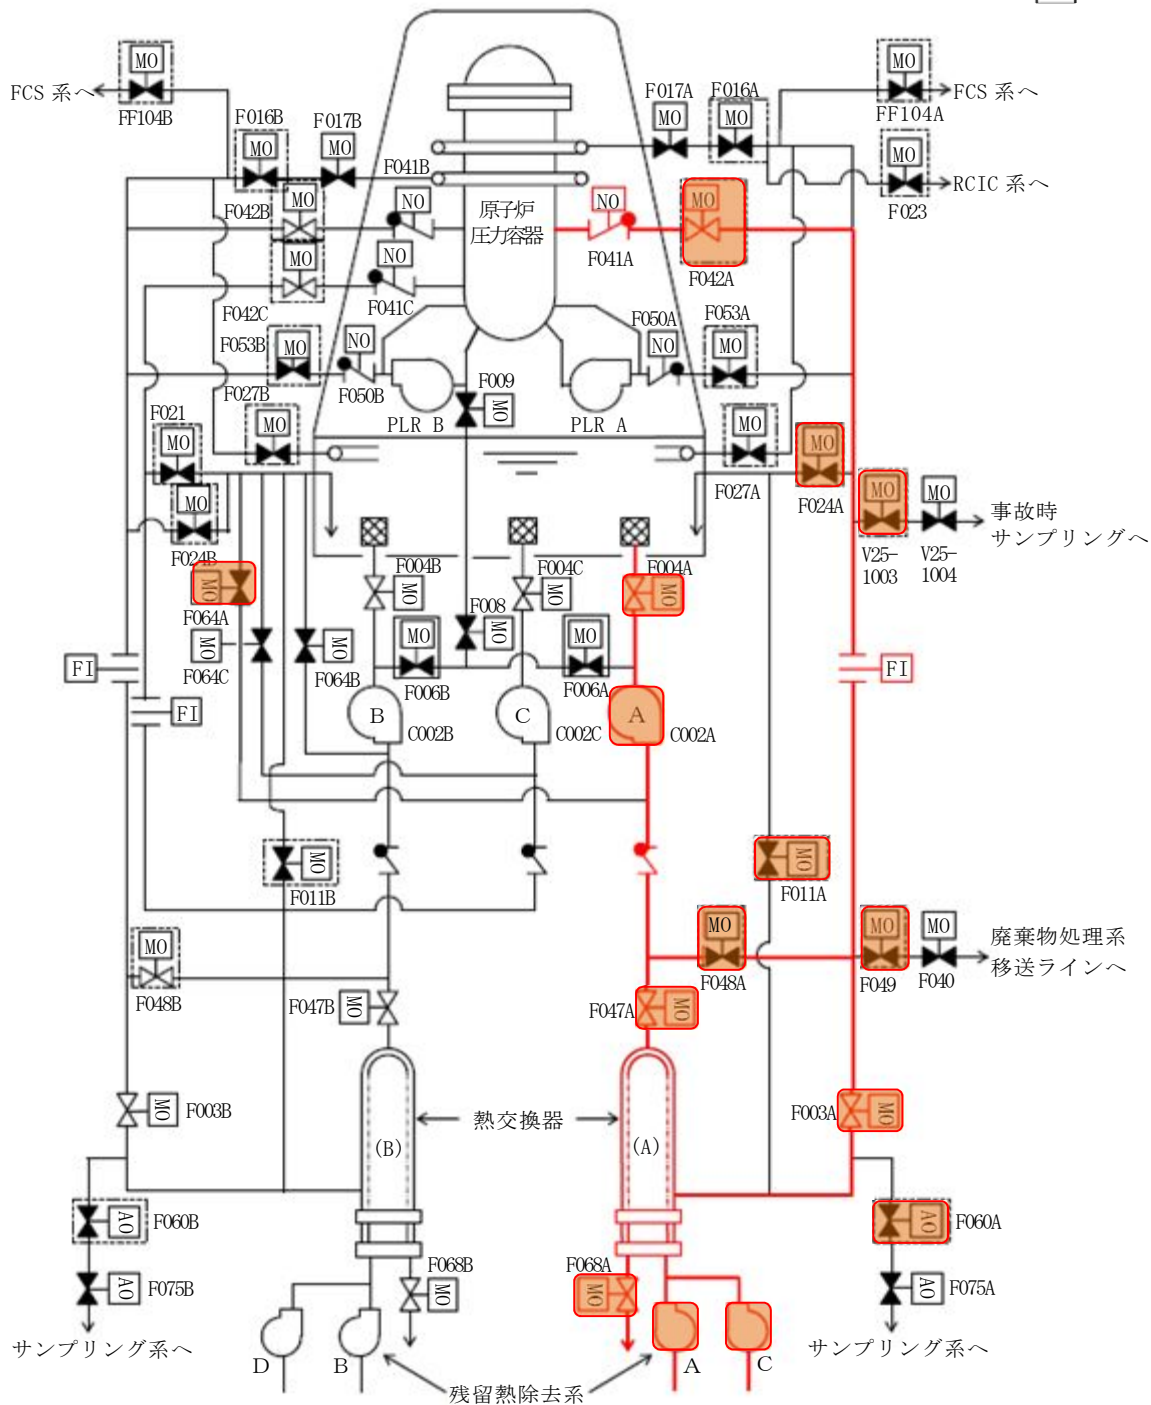 MO
FCS 系へ
FF104B
F016B
MO
F017B
MO
F041B
F017A
MO
F016A
MO
MO
FCS 系へ
FF104A
MO
RCIC 系へ
F023
F042B
MO
NO
原子炉
圧力容器
NO
F041A
MO
F042A
MO
F042C
NO
F041C
F053B
MO
NO
F050B
F050A
NO
F053A
MO
F027B
MO
F009
MO
PLR B
PLR A
F021
MO
MO
F027A
MO
F024A
MO
F024B
MO
V25-
1003
MO
V25-
1004
事故時
サンプリングへ
MO
F064A
F004B
MO
F004C
MO
F004A
MO
MO
F064C
MO
F064B
MO
F006B
F008
MO
MO
F006A
FI
FI
FI
B
C002B
C
C002C
A
C002A
MO
F011B
MO
F011A
MO
F048B
MO
F048A
MO
F049
MO
F040
廃棄物処理系
移送ラインへ
F047B
MO
F047A
MO
MO
F003B
熱交換器
F003A
MO
(B)
(A)
AO
F060B
AO
F060A
AO
F075B
F068B
MO
F068A
MO
AO
F075A
サンプリング系へ
D
B
A
C
サンプリング系へ
残留熱除去系